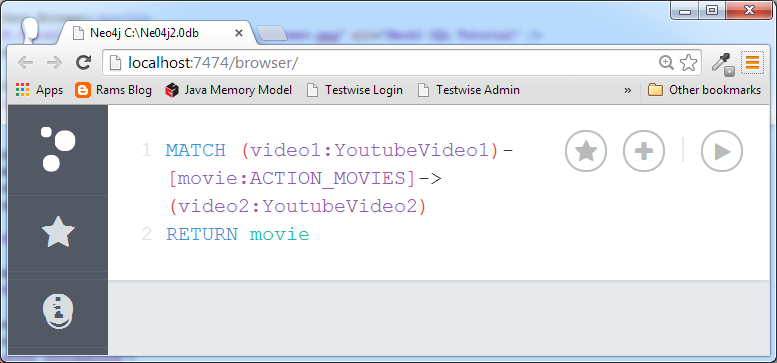 Neo4j C:\Ne04j2.0db
localhost:7474/browser/
Apps Rams Blog Java Memory Model Testwise Login Testwise Admin » Other bookmarks
1 MATCH (video1:YoutubeVideo1)-
[movie:ACTION_MOVIES]->
(video2:YoutubeVideo2)
2 RETURN movie